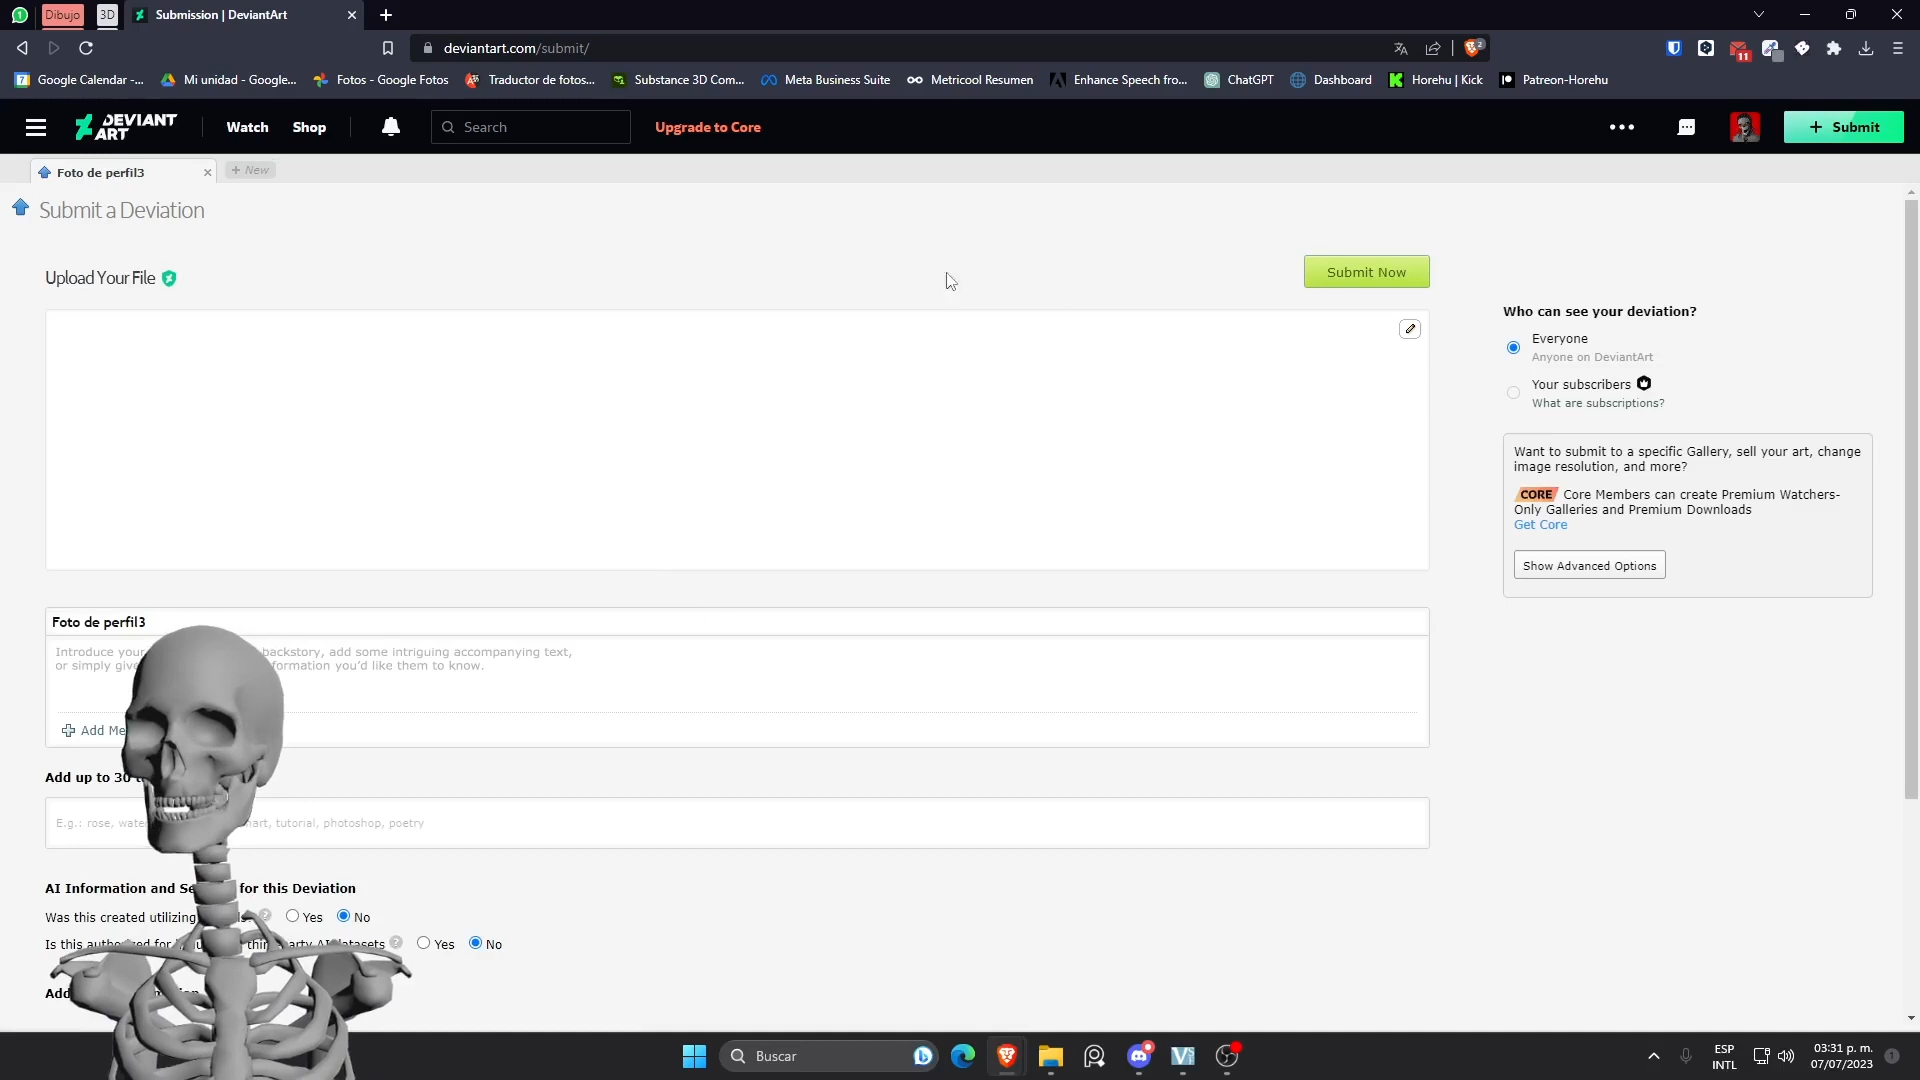 Dibujo
3D
Submission | DeviantArt
deviantart.com/submit/
2
11
7
Google Calendar -...
Mi unidad - Google...
Fotos - Google Fotos
Traductor de fotos...
Substance 3D Com...
Meta Business Suite
Metricool Resumen
Enhance Speech fro...
ChatGPT
Dashboard
Horehu | Kick
Patreon-Horehu
DEVIANT
ART
Watch
Shop
Search
Upgrade to Core
+ Submit
Foto de perfil3
+ New
Submit a Deviation
Upload Your File
Submit Now
Who can see your deviation?
Everyone
Anyone on DeviantArt
Your subscribers
What are subscriptions?
Want to submit to a specific Gallery, sell your art, change
image resolution, and more?
CORE Core Members can create Premium Watchers-
Only Galleries and Premium Downloads
Get Core
Show Advanced Options
Foto de perfil3
Introduce your backstory, add some intriguing accompanying text,
or simply you'd like them to know.
Add
Add up to 30
E.g.: rose, tutorial, photoshop, poetry
AI Information and for this Deviation
Was this created utilizing Yes No
Is this Yes No
Add
Buscar
ESP
INTL
03:31 p. m.
07/07/2023
1